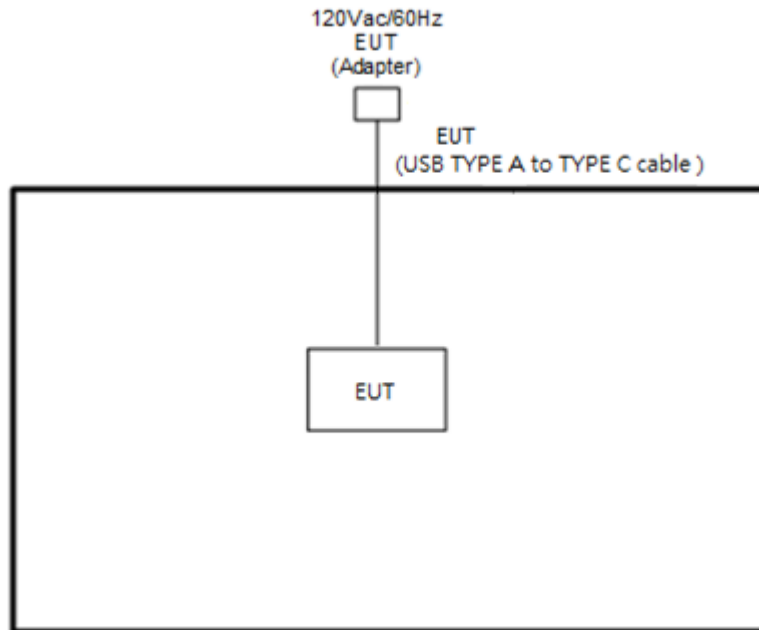 120Vac/60Hz
EUT
(Adapter)
EUT
(USB TYPE A to TYPE C cable )
EUT